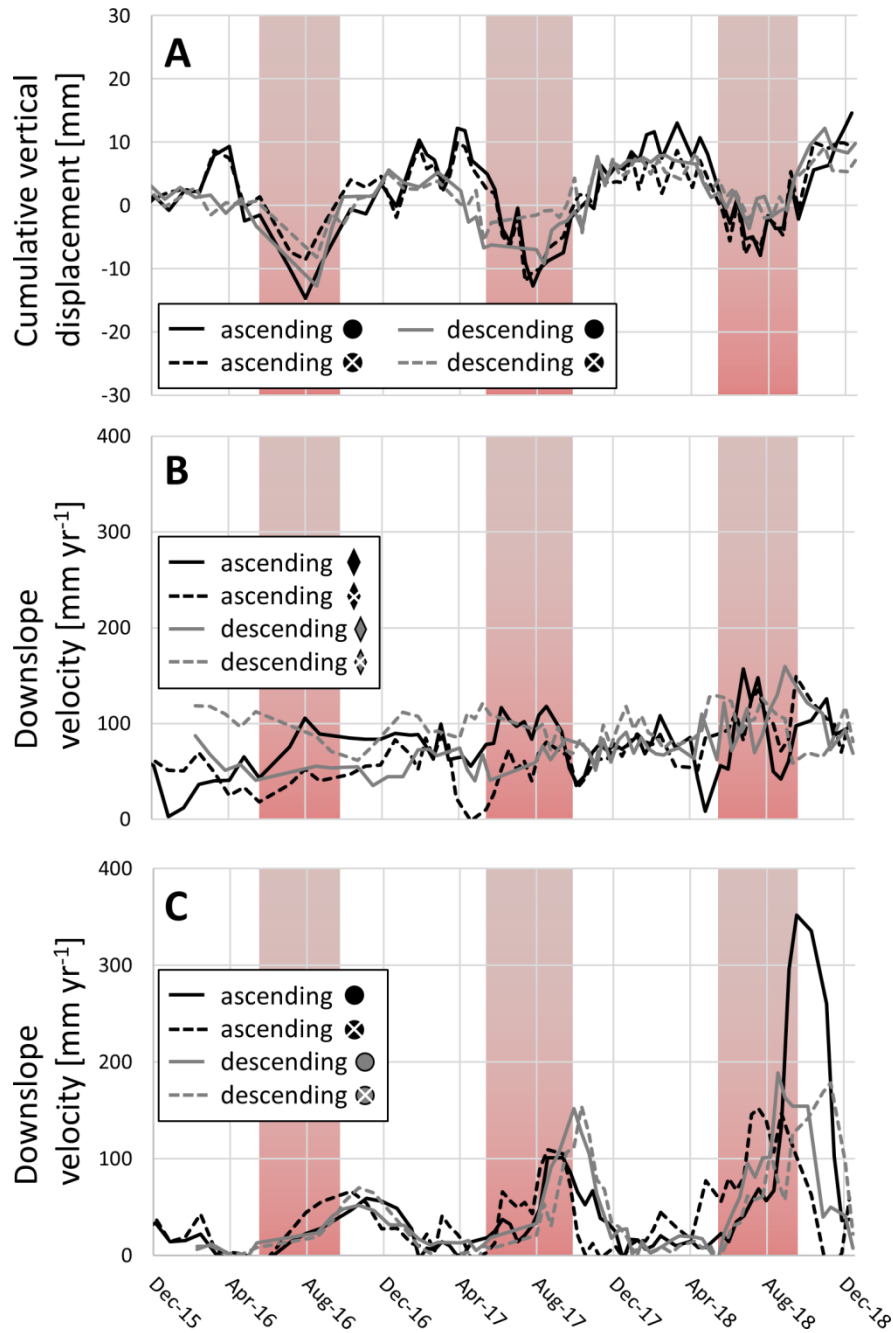 A
Cumulative vertical
displacement [mm]
30
20
10
0
-10
-20
-30
ascending
descending
ascending
descending
B
Downslope
velocity [mm yr-1]
400
300
200
100
0
ascending
ascending
descending
descending
C
Downslope
velocity [mm yr-1]
400
300
200
100
0
ascending
ascending
descending
descending
Dec-15
Apr-16
Aug-16
Dec-16
Apr-17
Aug-17
Dec-17
Apr-18
Aug-18
Dec-18